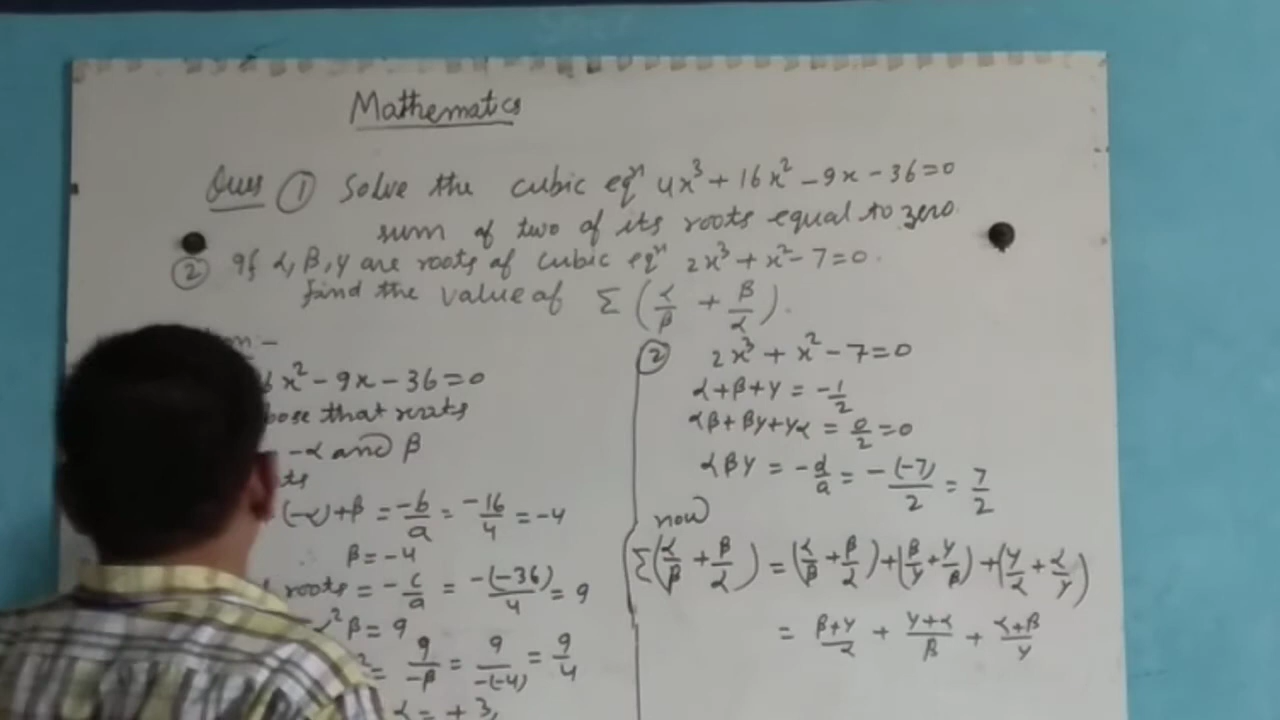 Mathematics
Ques ① Solve the cubic eqⁿ 4x³ + 16x² - 9x - 36 = 0
sum of two of its roots equal to zero.
② If α, β, γ are roots of cubic eqⁿ 2x³ + x² - 7 = 0.
find the value of Σ (α/β + β/α).
x² - 9x - 36 = 0
that roots
-α and β
(-α) + β = -b/a = -16/4 = -4
β = -4
roots = -c/a = -(-36)/4 = 9
²β = 9
9/-β = 9/-(-4) = 9/4
α = + 3,
② 2x³ + x² - 7 = 0
α + β + γ = -1/2
αβ + βγ + γα = 0/2 = 0
αβγ = -d/a = -(-7)/2 = 7/2
now
Σ(α/β + β/α) = (α/β + β/α) + (β/γ + γ/β) + (γ/α + α/γ)
= β+γ/α + γ+α/β + α+β/γ